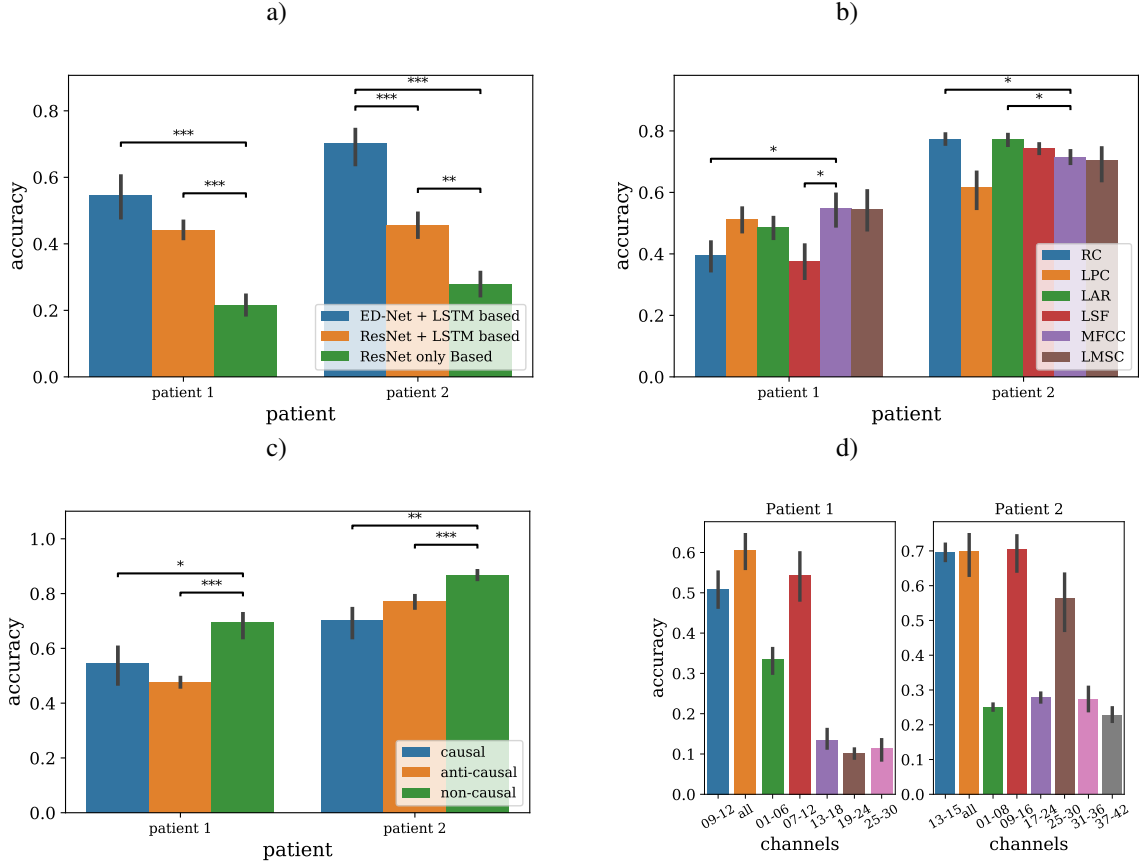 a)
***
***
***
***
**
0.8
0.6
0.4
0.2
0.0
accuracy
ED-Net + LSTM based
ResNet + LSTM based
ResNet only Based
patient 1
patient 2
patient
b)
*
*
*
*
0.8
0.6
0.4
0.2
0.0
accuracy
RC
LPC
LAR
LSF
MFCC
LMSC
patient 1
patient 2
patient
c)
**
***
*
***
1.0
0.8
0.6
0.4
0.2
0.0
accuracy
causal
anti-causal
non-causal
patient 1
patient 2
patient
d)
Patient 1
0.6
0.5
0.4
0.3
0.2
0.1
0.0
accuracy
09-12
all
01-06
07-12
13-18
19-24
25-30
channels
Patient 2
0.7
0.6
0.5
0.4
0.3
0.2
0.1
0.0
13-15
all
01-08
09-16
17-24
25-30
31-36
37-42
channels